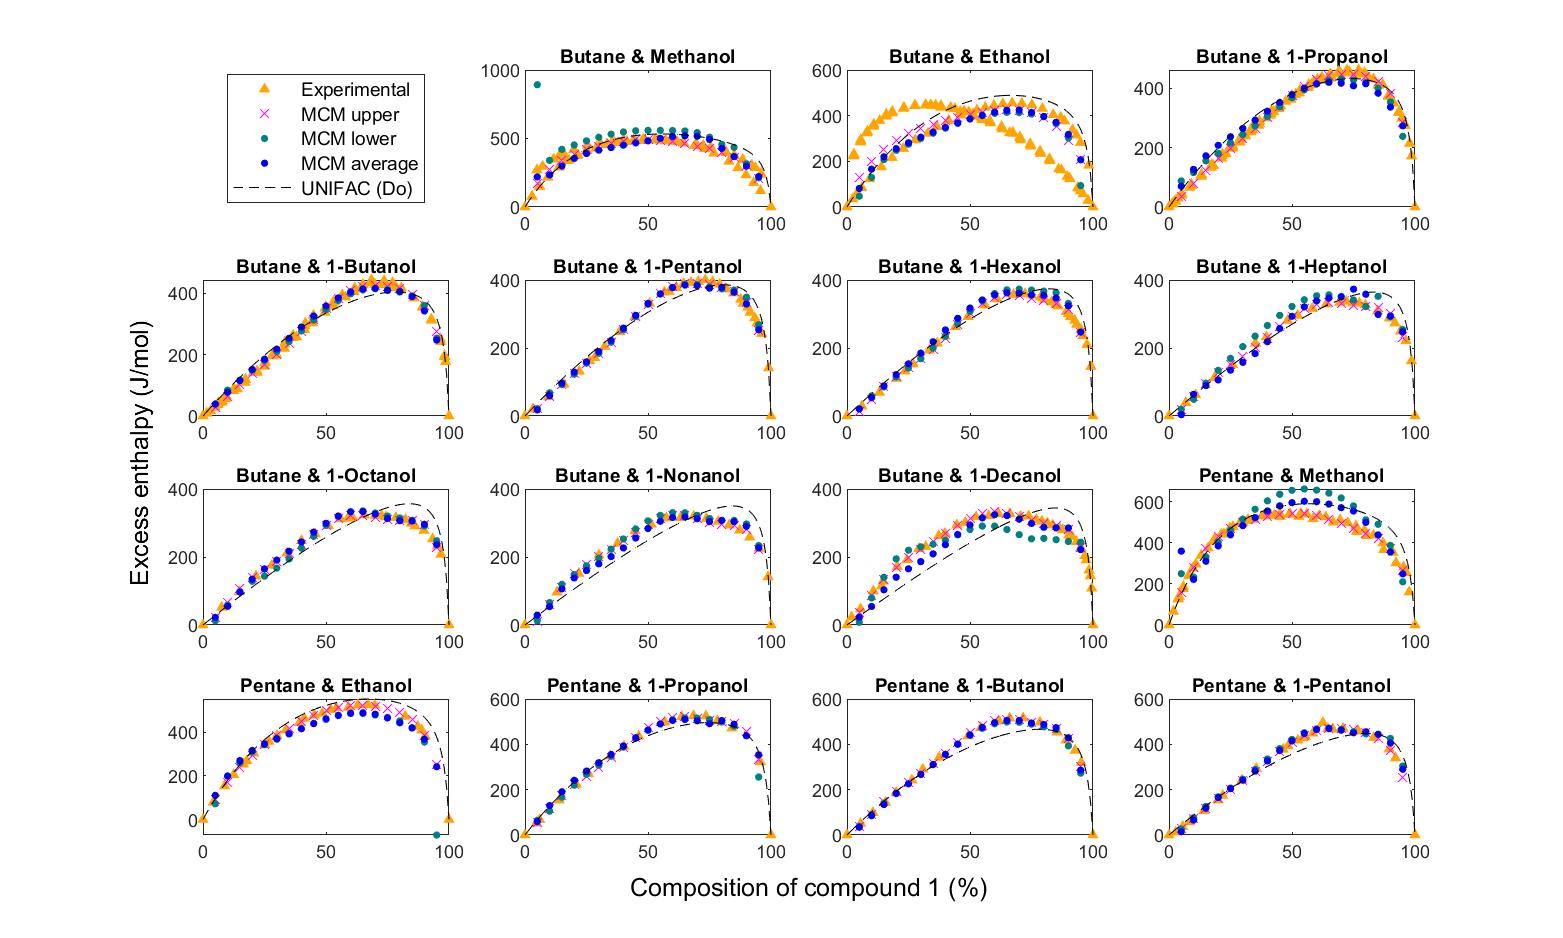 Experimental
MCM upper
MCM lower
MCM average
UNIFAC (Do)
Butane & Methanol
1000
500
0
0 50 100
Butane & Ethanol
600
400
200
0
0 50 100
Butane & 1-Propanol
400
200
0
0 50 100
Butane & 1-Butanol
400
200
0
0 50 100
Butane & 1-Pentanol
400
200
0
0 50 100
Butane & 1-Hexanol
400
200
0
0 50 100
Butane & 1-Heptanol
400
200
0
0 50 100
Butane & 1-Octanol
400
200
0
0 50 100
Butane & 1-Nonanol
400
200
0
0 50 100
Butane & 1-Decanol
400
200
0
0 50 100
Pentane & Methanol
600
400
200
0
0 50 100
Pentane & Ethanol
400
200
0
0 50 100
Pentane & 1-Propanol
600
400
200
0
0 50 100
Pentane & 1-Butanol
600
400
200
0
0 50 100
Pentane & 1-Pentanol
600
400
200
0
0 50 100
Excess enthalpy (J/mol)
Composition of compound 1 (%)